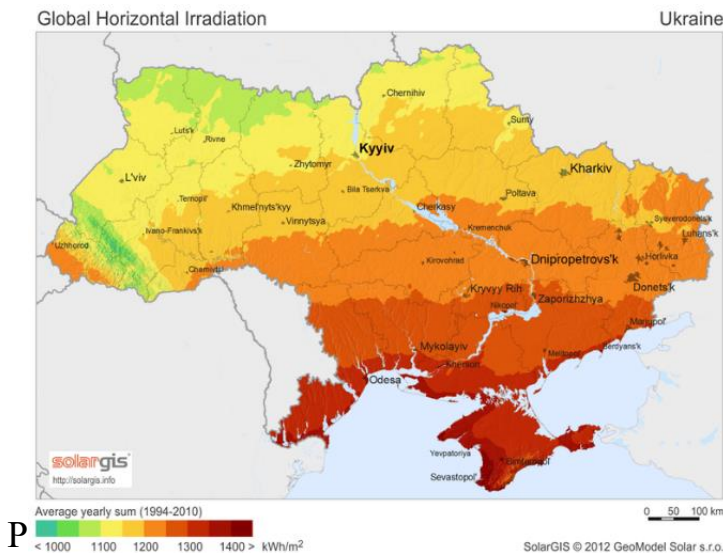 Global Horizontal Irradiation Ukraine
Chernihiv
Luts'k
Rivne
Sumy
Kyyiv
L'viv
Zhytomyr
Kharkiv
Bila Tserkva
Ternopil'
Poltava
Khmel'nyts'kyy
Cherkasy
Vinnytsya
Syeverodonets'k
Ivano-Frankivs'k
Kremenchuk
Luhans'k
Uzhhorod
Chernivtsi
Kirovohrad
Dnipropetrovs'k
Horlivka
Donets'k
Kryvyy Rih
Zaporizhzhya
Nikopol'
Mariupol'
Mykolayiv
Melitopol'
Berdyans'k
Kherson
Odesa
Yevpatoriya
Simferopol'
Sevastopol'
solargis
http://solargis.info
Average yearly sum (1994-2010)
0 50 100 km
P
< 1000 1100 1200 1300 1400 > kWh/m²
SolarGIS © 2012 GeoModel Solar s.r.o.